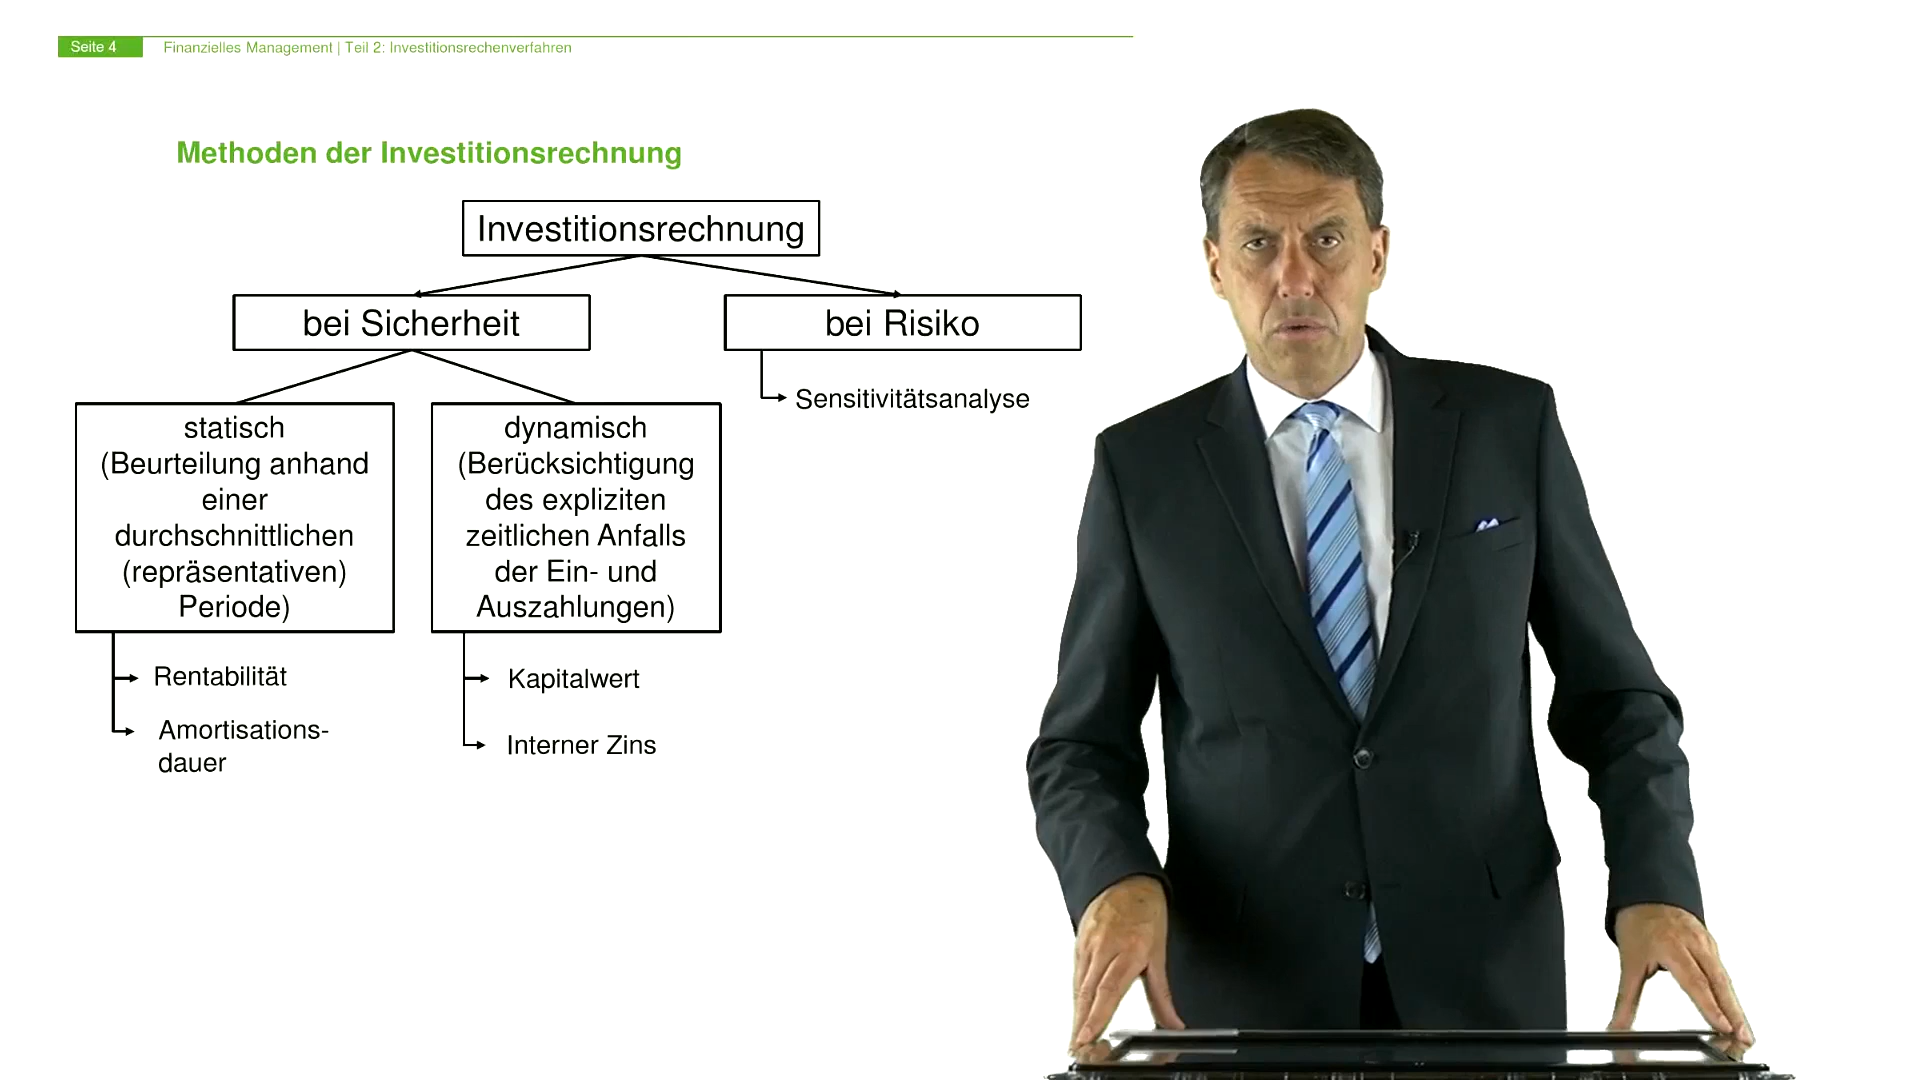 Seite 4
Finanzielles Management | Teil 2: Investitionsrechenverfahren
Methoden der Investitionsrechnung
Investitionsrechnung
bei Sicherheit
bei Risiko
Sensitivitätsanalyse
statisch
(Beurteilung anhand
einer
durchschnittlichen
(repräsentativen)
Periode)
dynamisch
(Berücksichtigung
des expliziten
zeitlichen Anfalls
der Ein- und
Auszahlungen)
Rentabilität
Amortisations-
dauer
Kapitalwert
Interner Zins